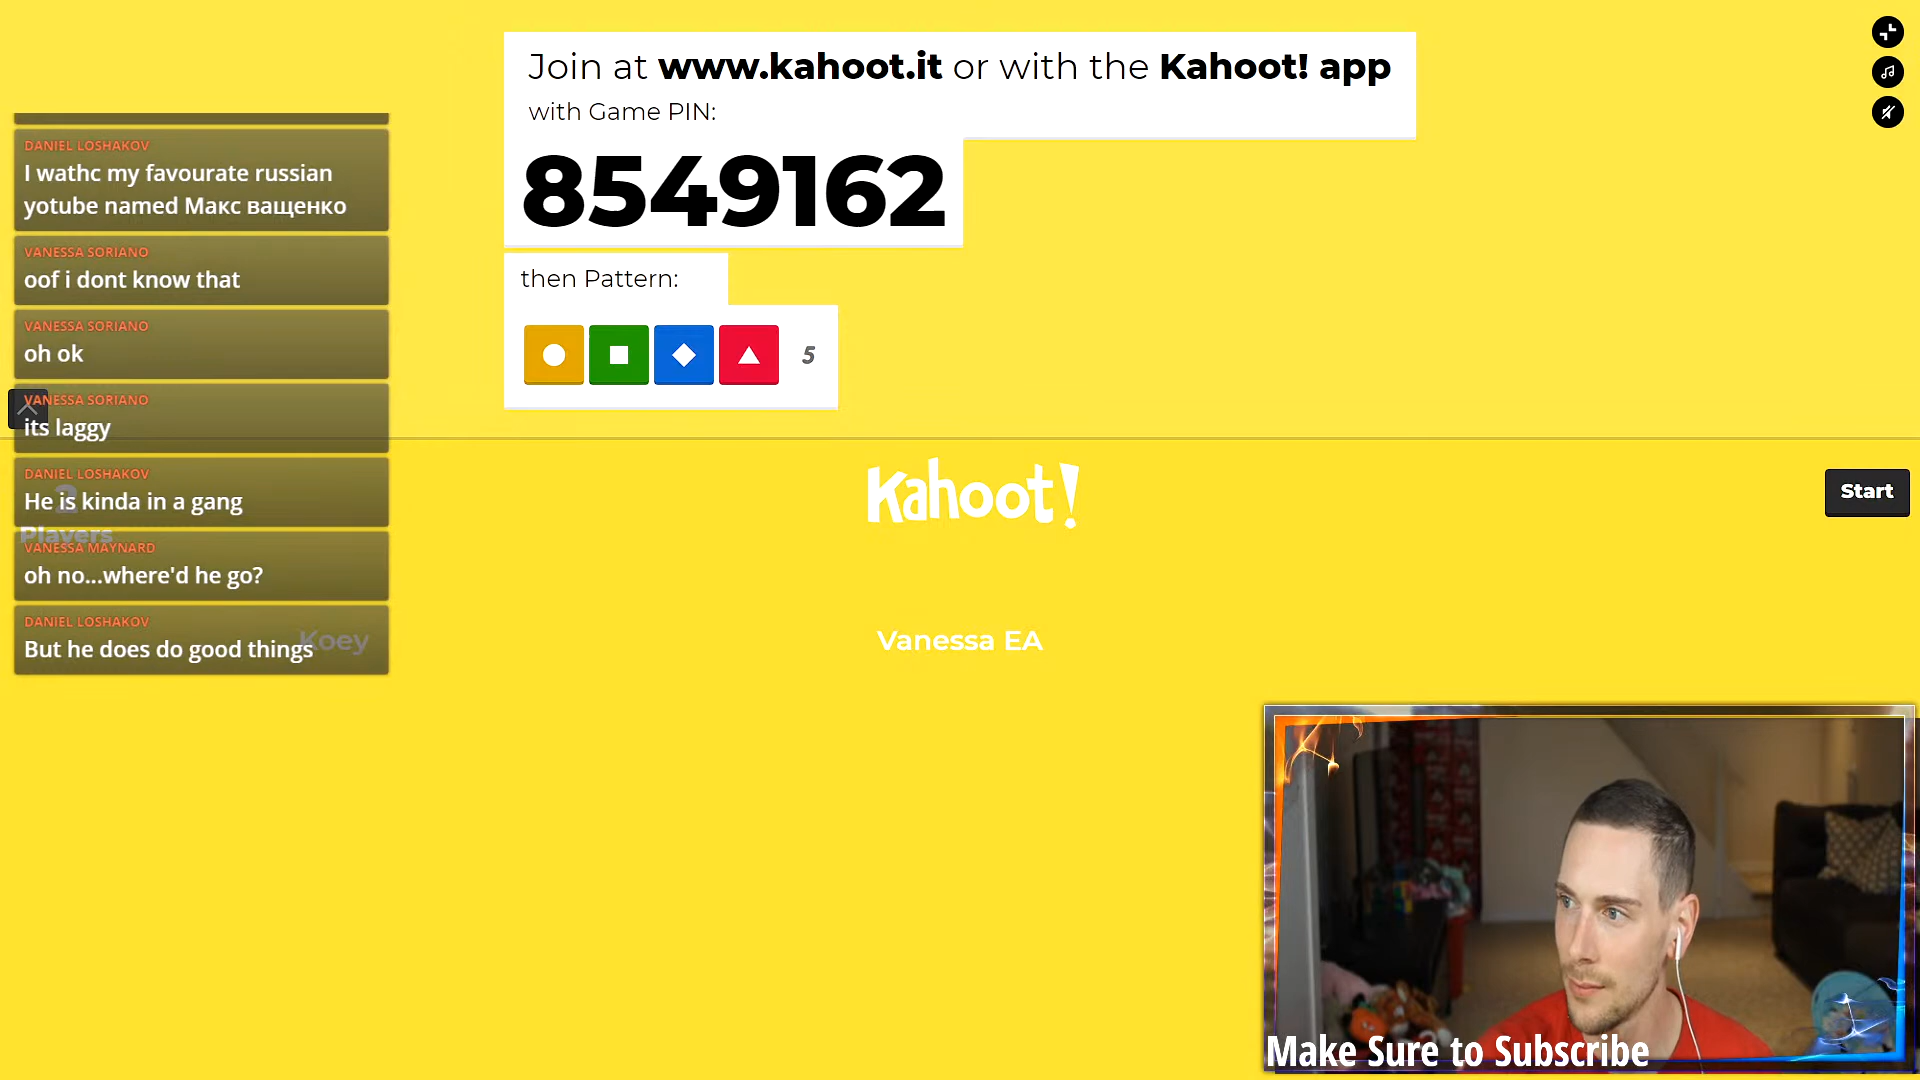 Join at www.kahoot.it or with the Kahoot! app
with Game PIN:
8549162
then Pattern:
5
DANIEL LOSHAKOV
I wathc my favourate russian
yotube named Макс ващенко
VANESSA SORIANO
oof i dont know that
VANESSA SORIANO
oh ok
VANESSA SORIANO
its laggy
DANIEL LOSHAKOV
He is kinda in a gang
2
Players
VANESSA MAYNARD
oh no...where'd he go?
DANIEL LOSHAKOV
But he does do good things
Kahoot!
Start
Koey
Vanessa EA
Make Sure to Subscribe